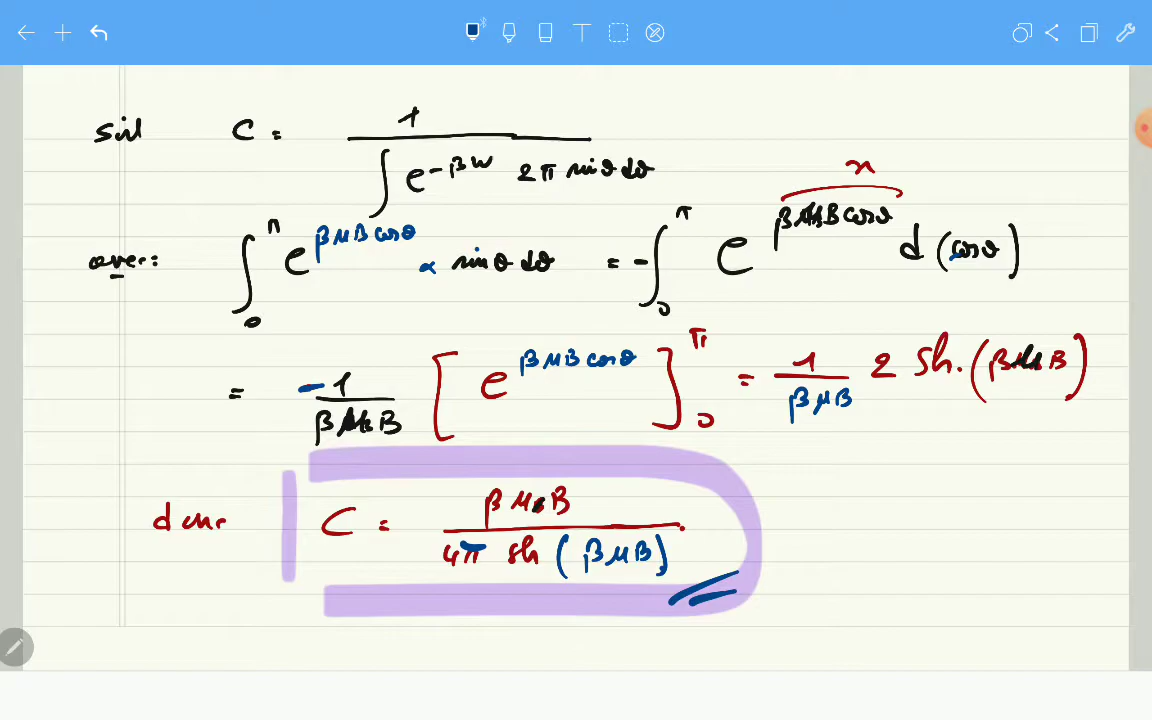 soit C = 1 / ∫ e^{-βW} 2π sinθ dθ
avec: ∫_0^π e^{βμB cosθ} × sinθ dθ = -∫_0^π e^{βμB cosθ} d(cosθ)
x
= -1/βμB [e^{βμB cosθ}]_0^π = 1/βμB 2 sh.(βμB)
donc C = βμB / 4π sh(βμB)